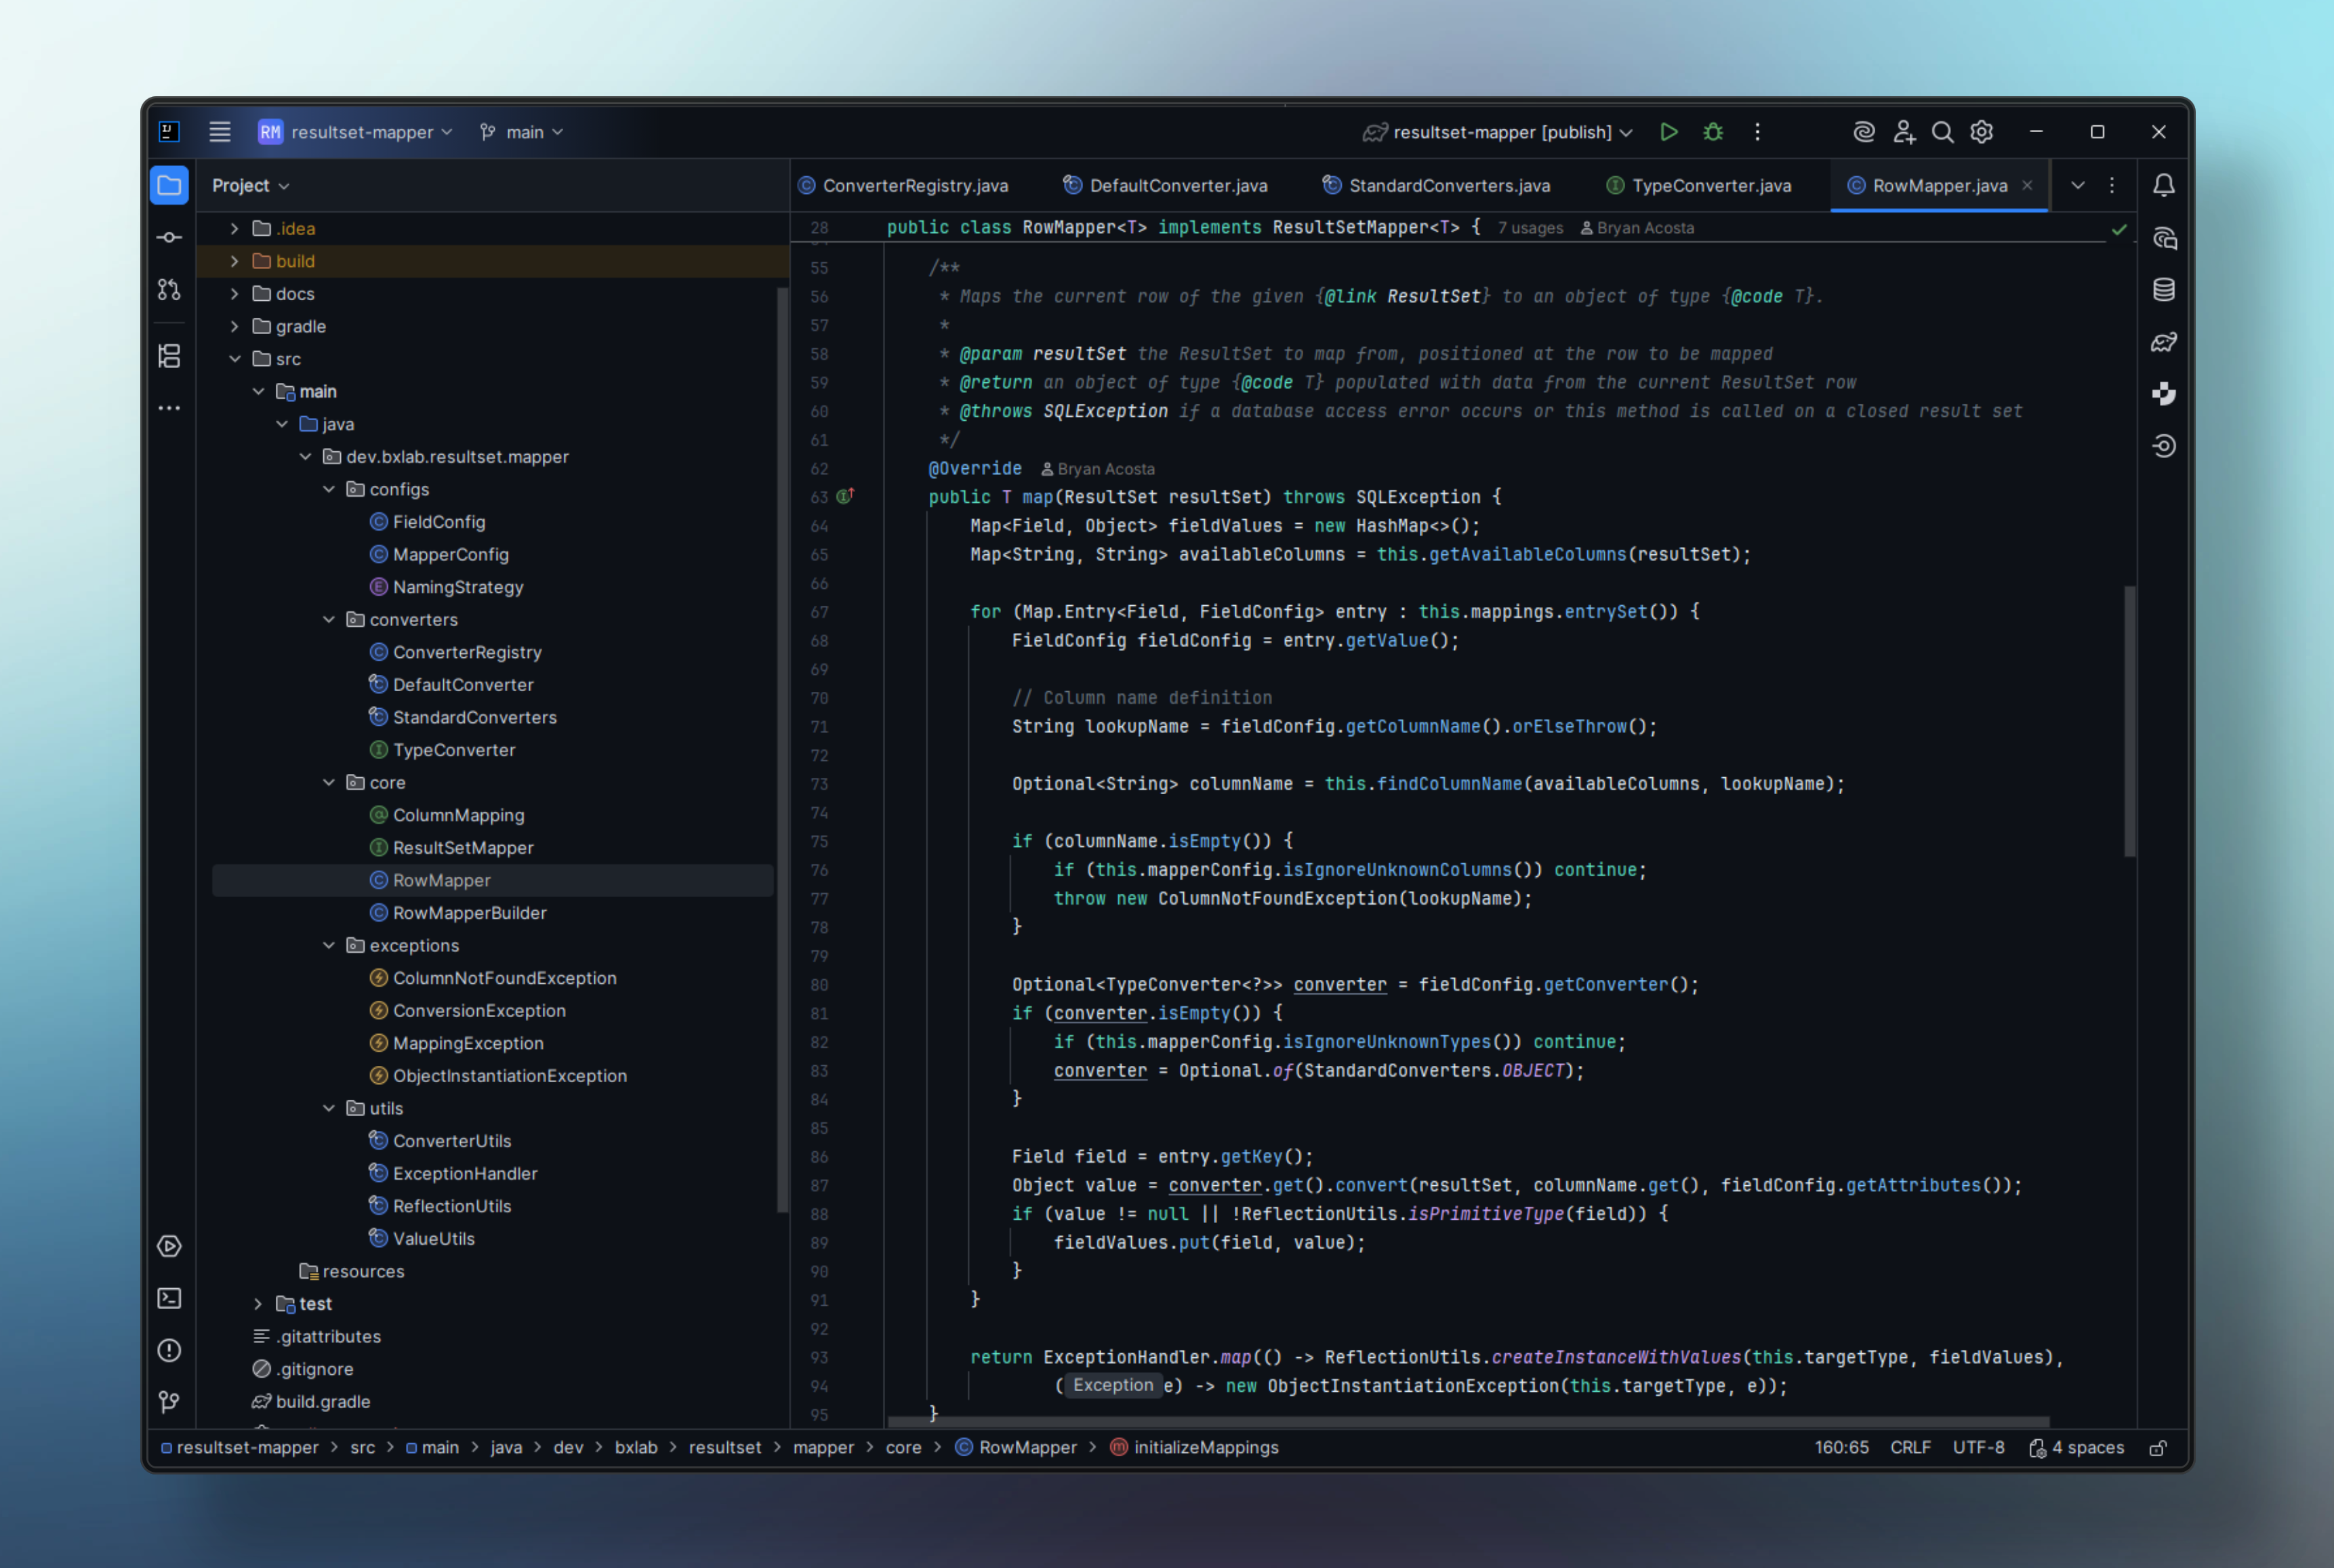 RM resultset-mapper main resultset-mapper [publish]
Project
.idea
build
docs
gradle
src
main
java
dev.bxlab.resultset.mapper
configs
FieldConfig
MapperConfig
NamingStrategy
converters
ConverterRegistry
DefaultConverter
StandardConverters
TypeConverter
core
ColumnMapping
ResultSetMapper
RowMapper
RowMapperBuilder
exceptions
ColumnNotFoundException
ConversionException
MappingException
ObjectInstantiationException
utils
ConverterUtils
ExceptionHandler
ReflectionUtils
ValueUtils
resources
test
.gitattributes
.gitignore
build.gradle
ConverterRegistry.java DefaultConverter.java StandardConverters.java TypeConverter.java RowMapper.java
28 public class RowMapper<T> implements ResultSetMapper<T> { 7 usages Bryan Acosta
55 /**
56 * Maps the current row of the given {@link ResultSet} to an object of type {@code T}.
57 *
58 * @param resultSet the ResultSet to map from, positioned at the row to be mapped
59 * @return an object of type {@code T} populated with data from the current ResultSet row
60 * @throws SQLException if a database access error occurs or this method is called on a closed result set
61 */
62 @Override Bryan Acosta
63 public T map(ResultSet resultSet) throws SQLException {
64 Map<Field, Object> fieldValues = new HashMap<>();
65 Map<String, String> availableColumns = this.getAvailableColumns(resultSet);
66
67 for (Map.Entry<Field, FieldConfig> entry : this.mappings.entrySet()) {
68 FieldConfig fieldConfig = entry.getValue();
69
70 // Column name definition
71 String lookupName = fieldConfig.getColumnName().orElseThrow();
72
73 Optional<String> columnName = this.findColumnName(availableColumns, lookupName);
74
75 if (columnName.isEmpty()) {
76 if (this.mapperConfig.isIgnoreUnknownColumns()) continue;
77 throw new ColumnNotFoundException(lookupName);
78 }
79
80 Optional<TypeConverter<?>> converter = fieldConfig.getConverter();
81 if (converter.isEmpty()) {
82 if (this.mapperConfig.isIgnoreUnknownTypes()) continue;
83 converter = Optional.of(StandardConverters.OBJECT);
84 }
85
86 Field field = entry.getKey();
87 Object value = converter.get().convert(resultSet, columnName.get(), fieldConfig.getAttributes());
88 if (value != null || !ReflectionUtils.isPrimitiveType(field)) {
89 fieldValues.put(field, value);
90 }
91 }
92
93 return ExceptionHandler.map(() -> ReflectionUtils.createInstanceWithValues(this.targetType, fieldValues),
94 ( Exception e) -> new ObjectInstantiationException(this.targetType, e));
95 }
resultset-mapper > src > main > java > dev > bxlab > resultset > mapper > core > RowMapper > initializeMappings 160:65 CRLF UTF-8 4 spaces